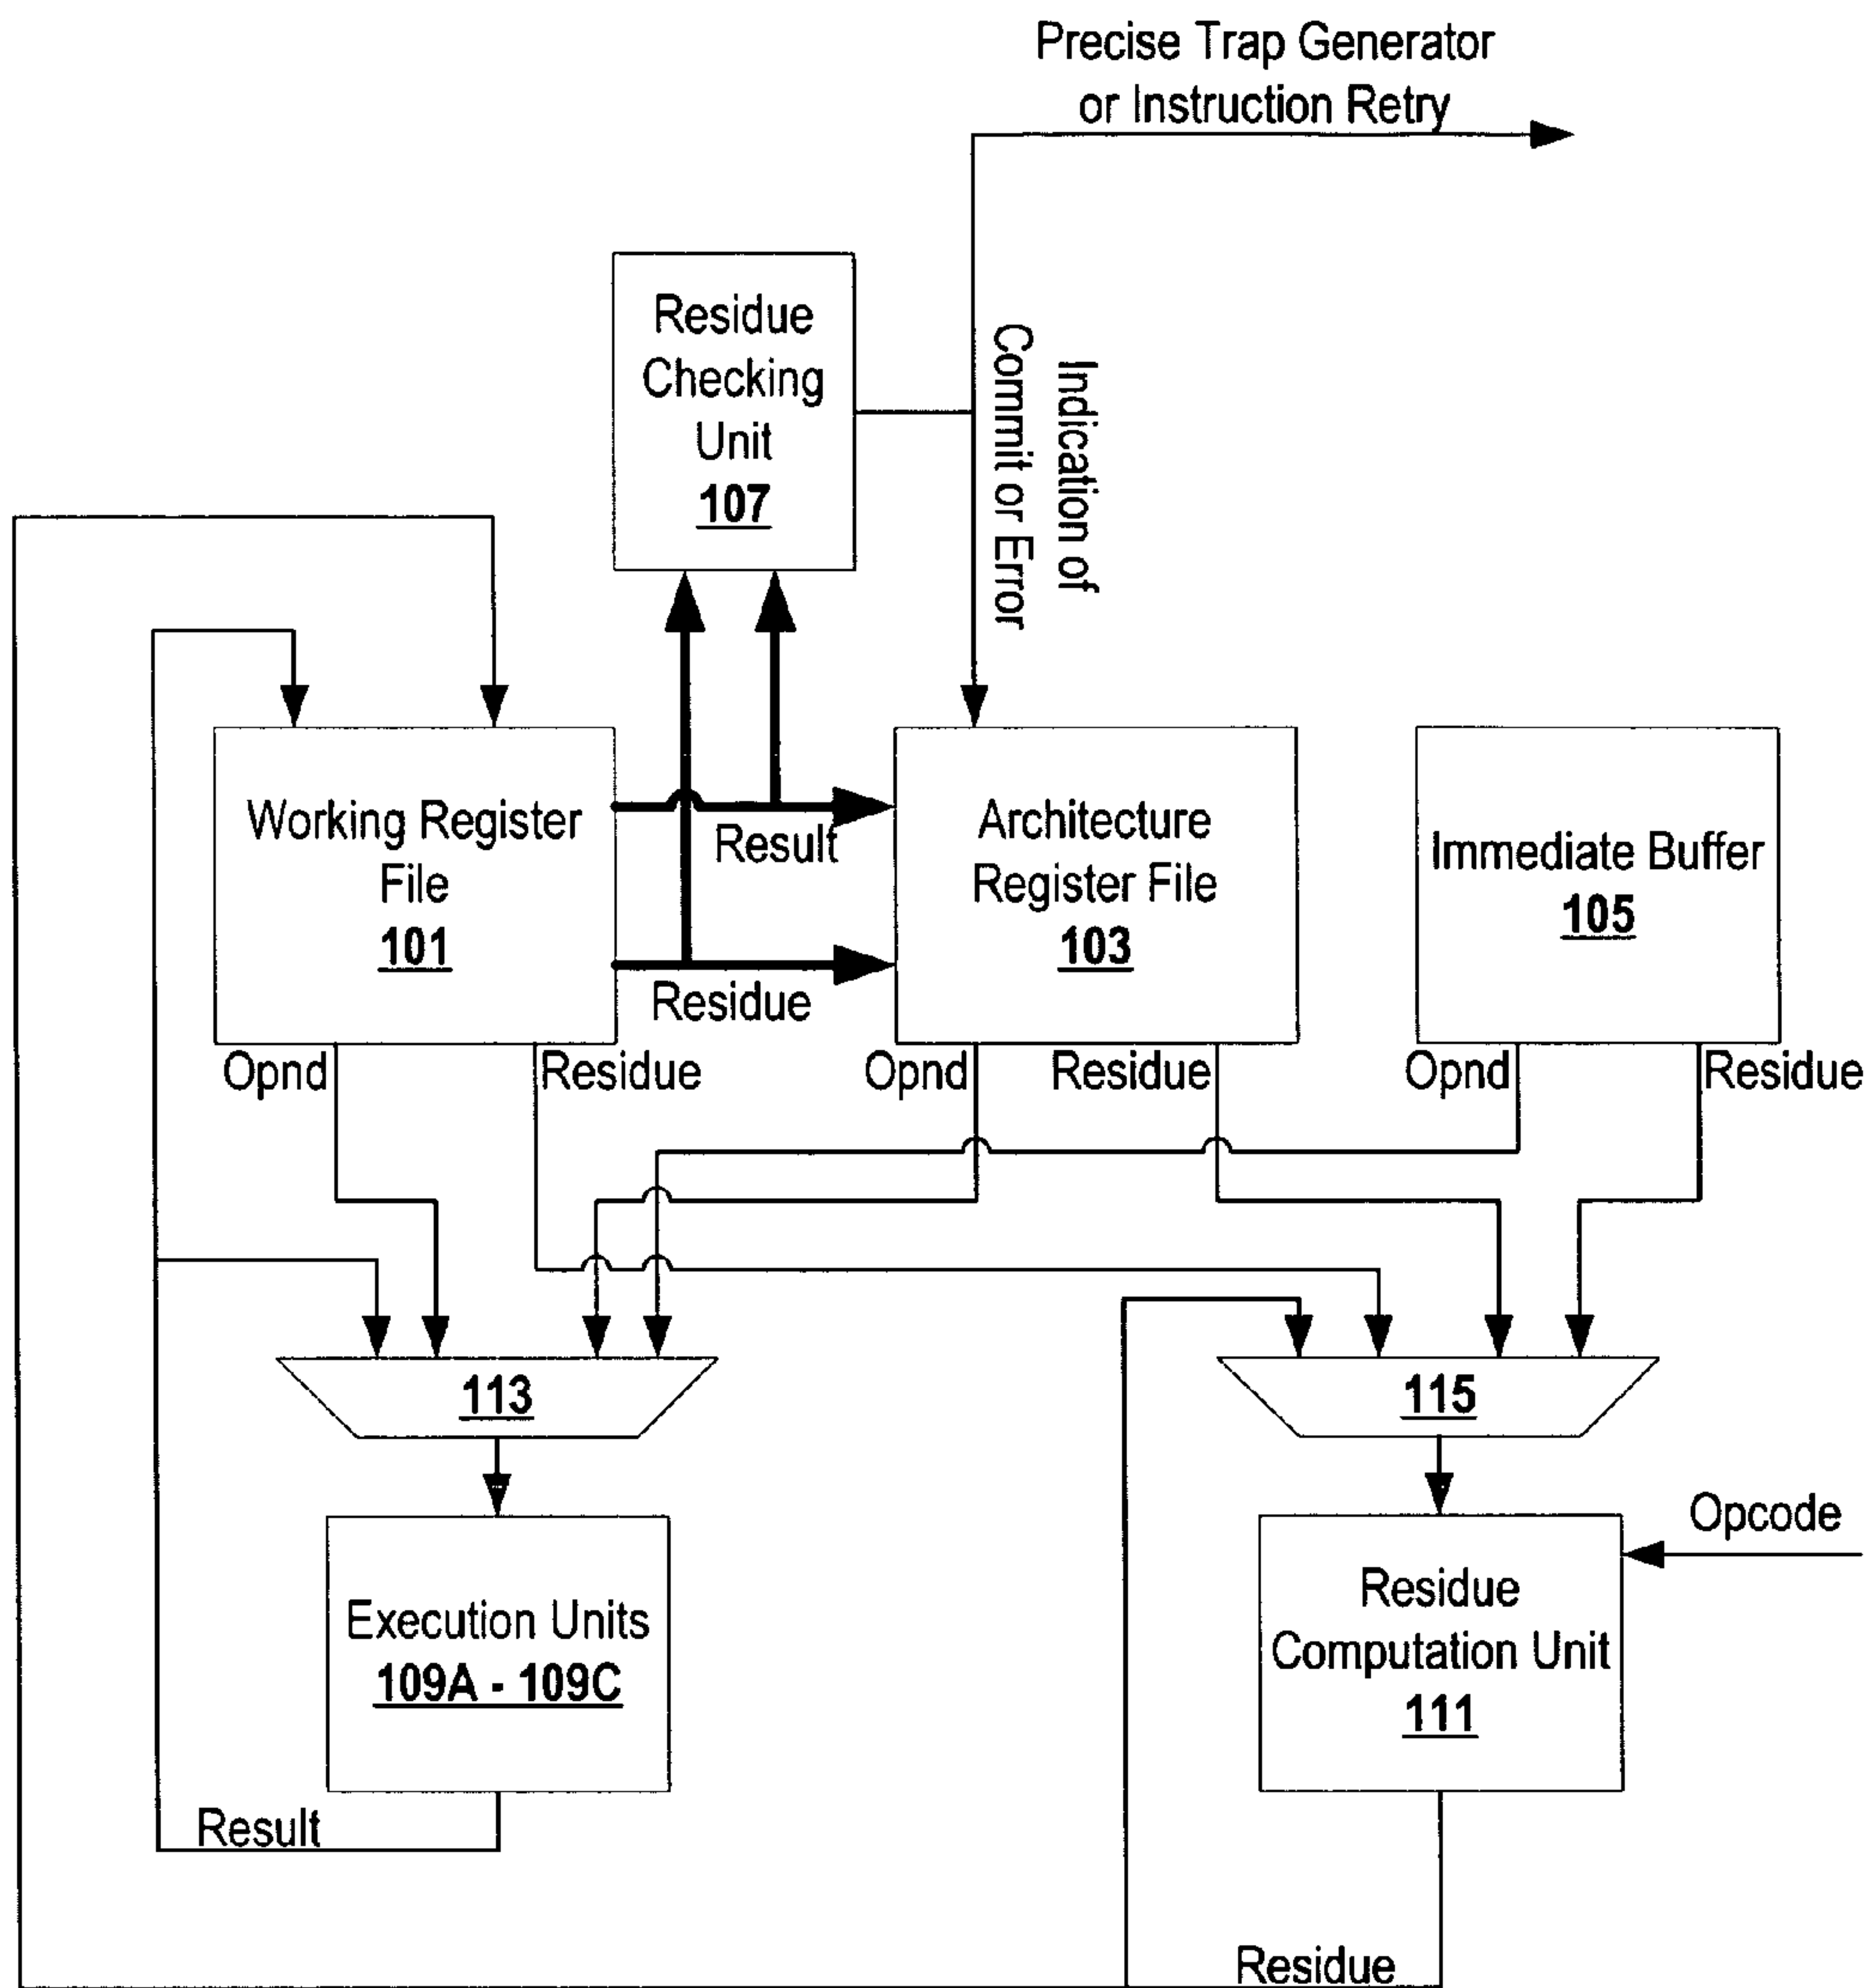 Precise Trap Generator
or Instruction Retry
Residue
Checking
Unit
107
Indication of
Commit or Error
Working Register
File
101
Result
Residue
Architecture
Register File
103
Immediate Buffer
105
Opnd
Residue
Opnd
Residue
Opnd
Residue
113
115
Opcode
Execution Units
109A - 109C
Residue
Computation Unit
111
Result
Residue